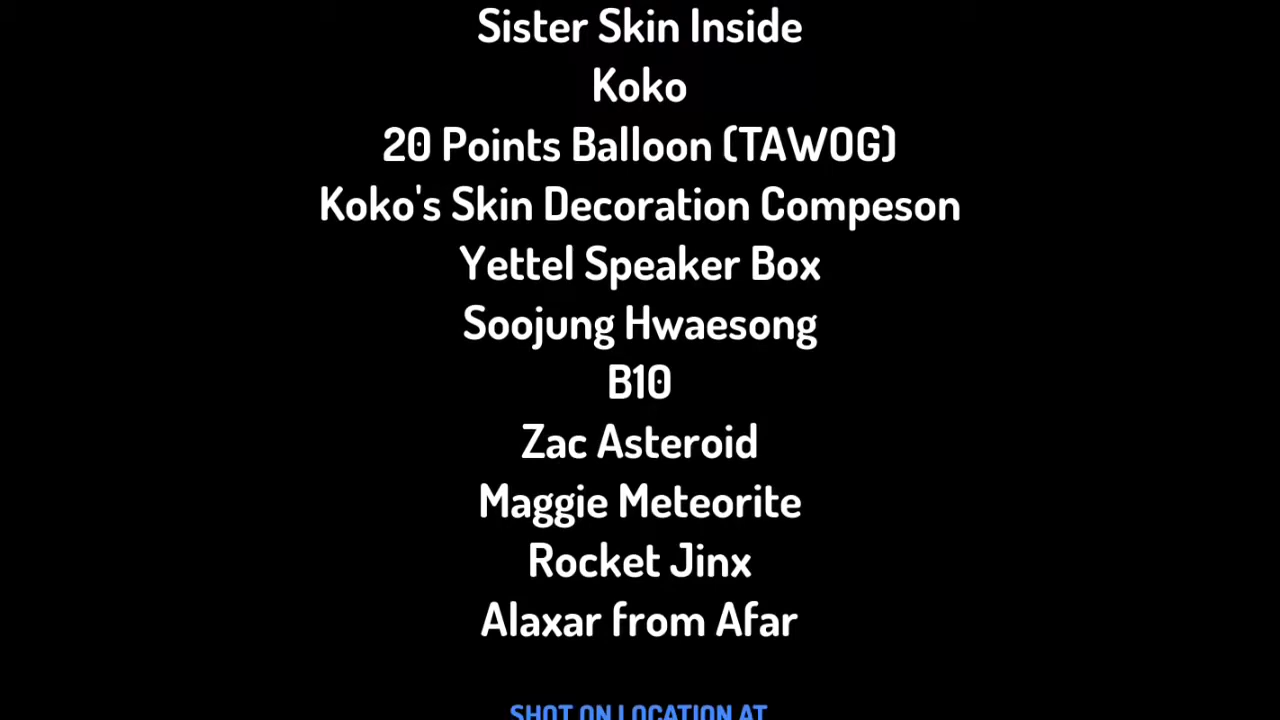 Sister Skin Inside
Koko
20 Points Balloon (TAWOG)
Koko's Skin Decoration Compeson
Yettel Speaker Box
Soojung Hwaesong
B10
Zac Asteroid
Maggie Meteorite
Rocket Jinx
Alaxar from Afar
SHOT ON LOCATION AT